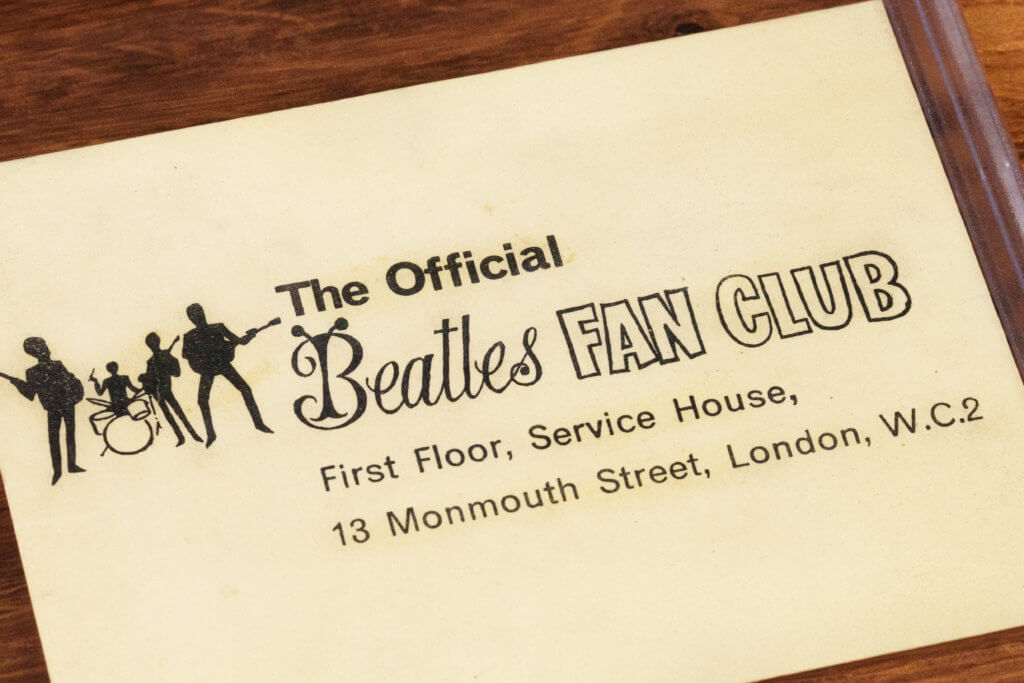 The Official
Beatles FAN CLUB
First Floor, Service House,
13 Monmouth Street, London, W.C.2